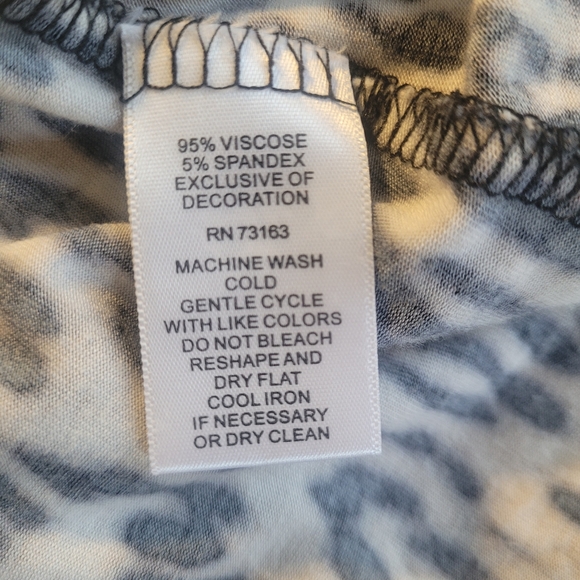 95% VISCOSE
5% SPANDEX
EXCLUSIVE OF
DECORATION
RN 73163
MACHINE WASH
COLD
GENTLE CYCLE
WITH LIKE COLORS
DO NOT BLEACH
RESHAPE AND
DRY FLAT
COOL IRON
IF NECESSARY
OR DRY CLEAN